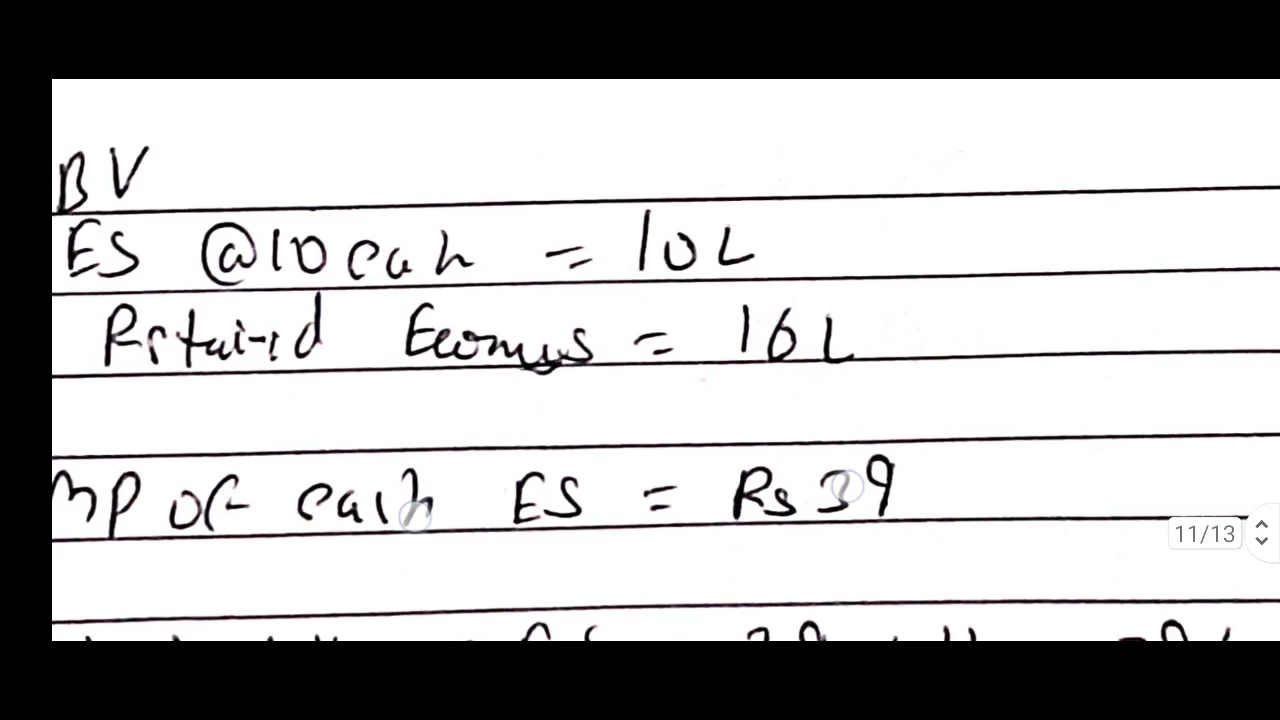 BV
ES @10 each = 10L
Retained Earnings = 16L
MP of each ES = Rs 39
11/13